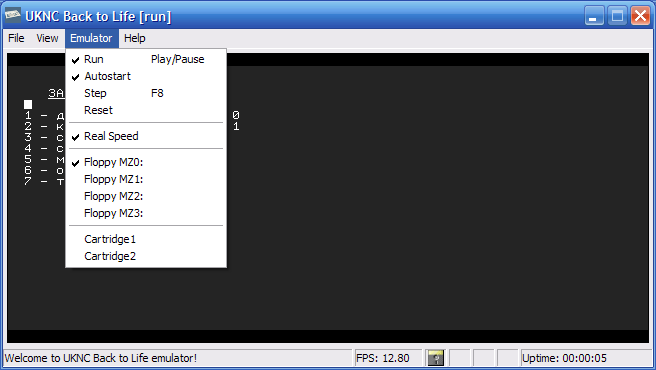 UKNC Back to Life [run]
File View Emulator Help
Run Play/Pause
Autostart
Step F8
Reset
Real Speed
Floppy MZ0:
Floppy MZ1:
Floppy MZ2:
Floppy MZ3:
Cartridge1
Cartridge2
ЗА
1 - Д 0
2 - К 1
3 - С
4 - С
5 - М
6 - О
7 - Т
Welcome to UKNC Back to Life emulator! FPS: 12.80 Uptime: 00:00:05